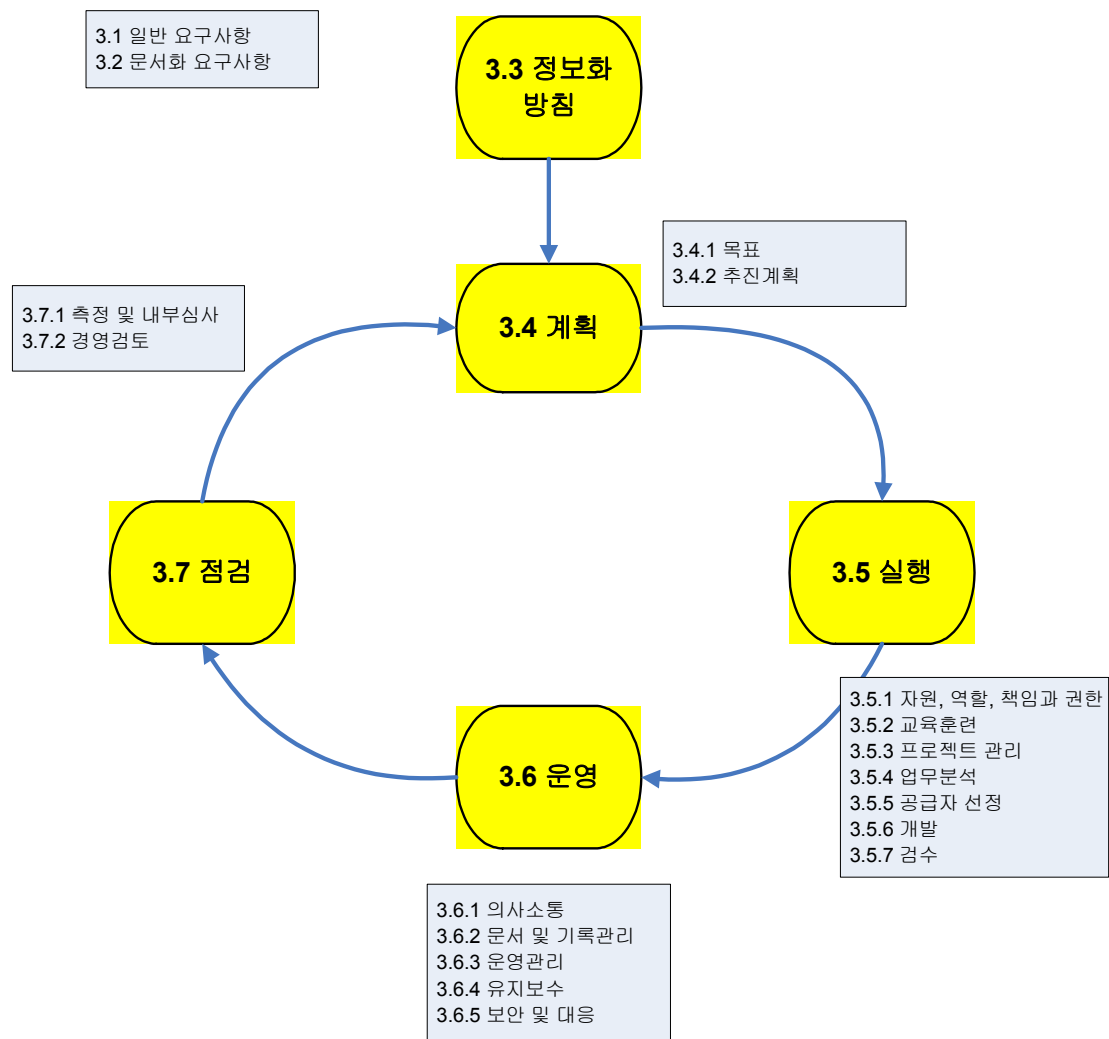 3.1 일반 요구사항
3.2 문서화 요구사항
3.3 정보화
방침
3.4.1 목표
3.4.2 추진계획
3.7.1 측정 및 내부심사
3.7.2 경영검토
3.4 계획
3.7 점검
3.5 실행
3.5.1 자원, 역할, 책임과 권한
3.5.2 교육훈련
3.5.3 프로젝트 관리
3.5.4 업무분석
3.5.5 공급자 선정
3.5.6 개발
3.5.7 검수
3.6 운영
3.6.1 의사소통
3.6.2 문서 및 기록관리
3.6.3 운영관리
3.6.4 유지보수
3.6.5 보안 및 대응